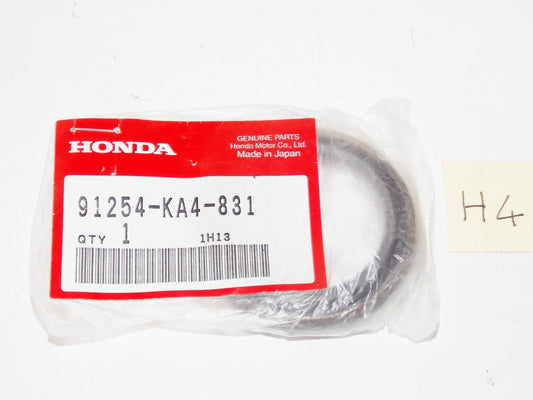 GENUINE PARTS
Honda Motor Co., Ltd.
Made in Japan
HONDA
91254-KA4-831
QTY 1 1H13
H4